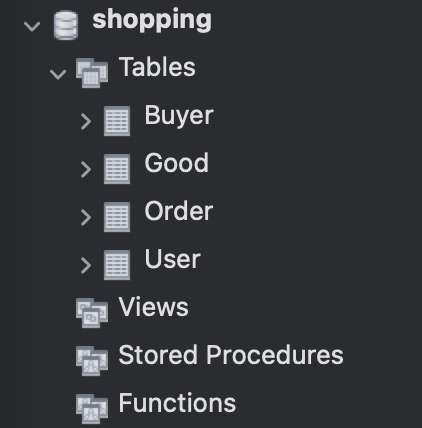 shopping
Tables
Buyer
Good
Order
User
Views
Stored Procedures
Functions